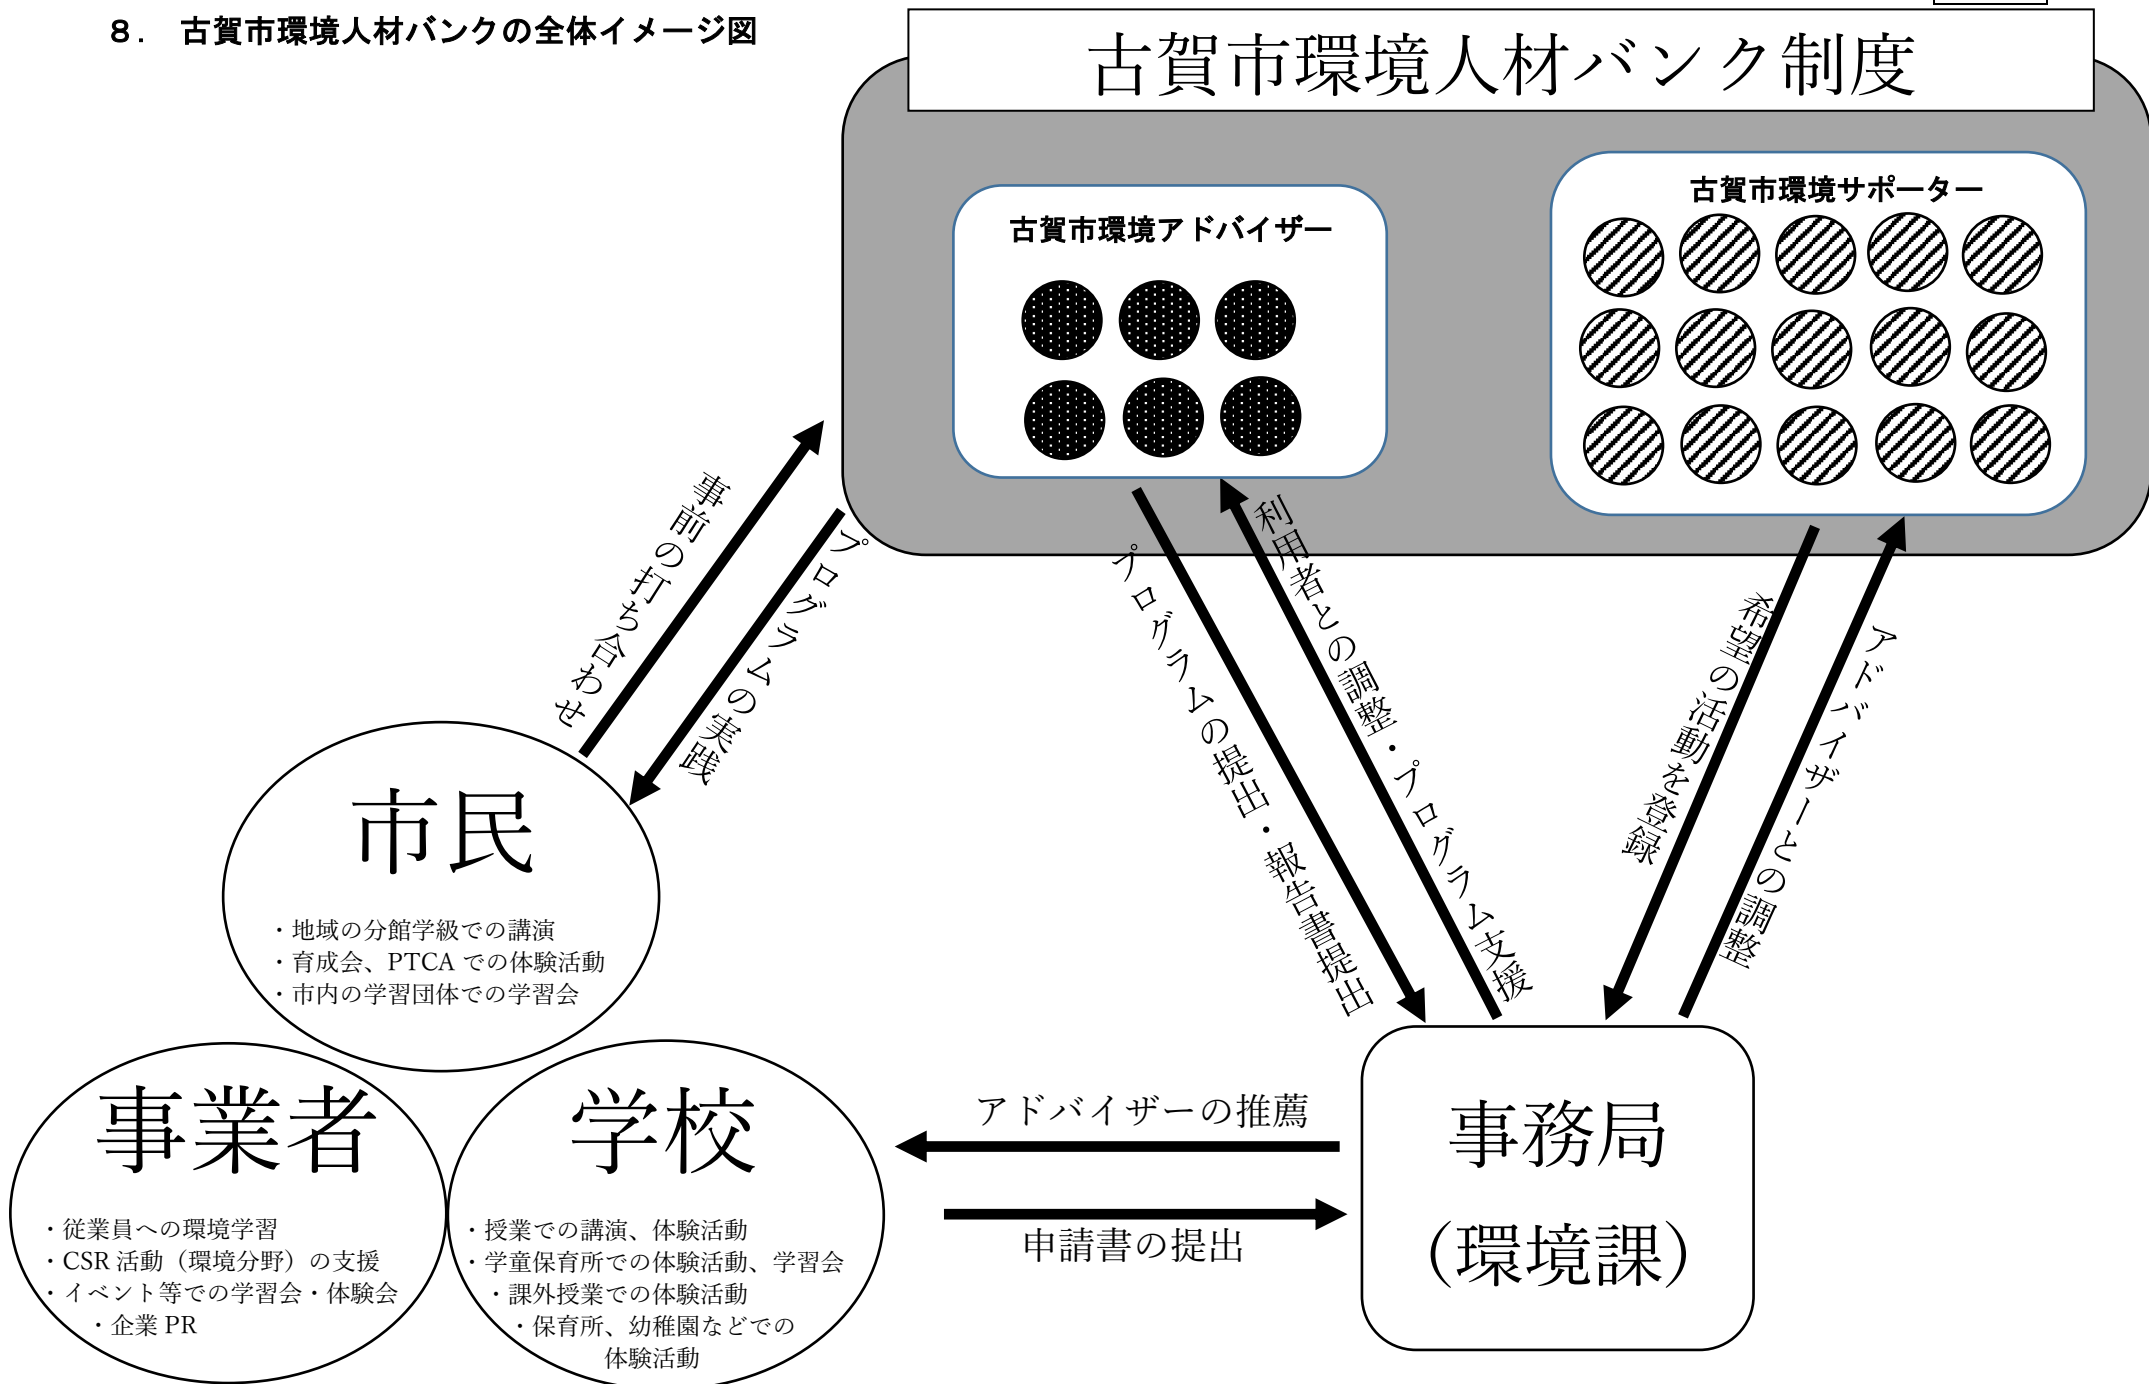 ８． 古賀市環境人材バンクの全体イメージ図
古賀市環境人材バンク制度
古賀市環境アドバイザー
古賀市環境サポーター
事前の打ち合わせ
プログラムの実践
プログラムの提出・報告書提出
利用者との調整・プログラム支援
希望の活動を登録
アドバイザーとの調整
市民
・地域の分館学級での講演
・育成会、PTCA での体験活動
・市内の学習団体での学習会
事業者
・従業員への環境学習
・CSR 活動（環境分野）の支援
・イベント等での学習会・体験会
・企業 PR
学校
・授業での講演、体験活動
・学童保育所での体験活動、学習会
・課外授業での体験活動
・保育所、幼稚園などでの
体験活動
アドバイザーの推薦
申請書の提出
事務局
（環境課）